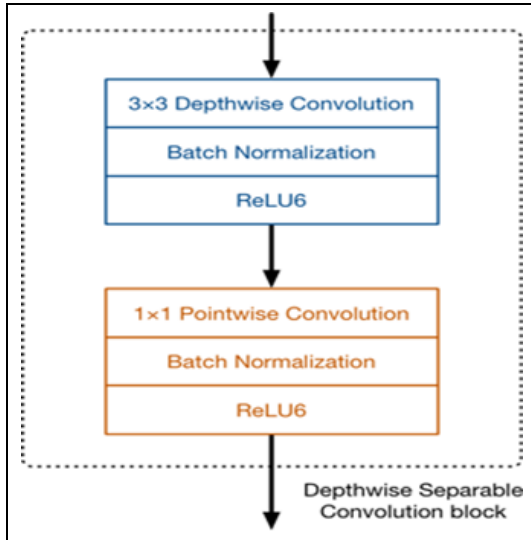 3×3 Depthwise Convolution
Batch Normalization
ReLU6
1×1 Pointwise Convolution
Batch Normalization
ReLU6
Depthwise Separable
Convolution block